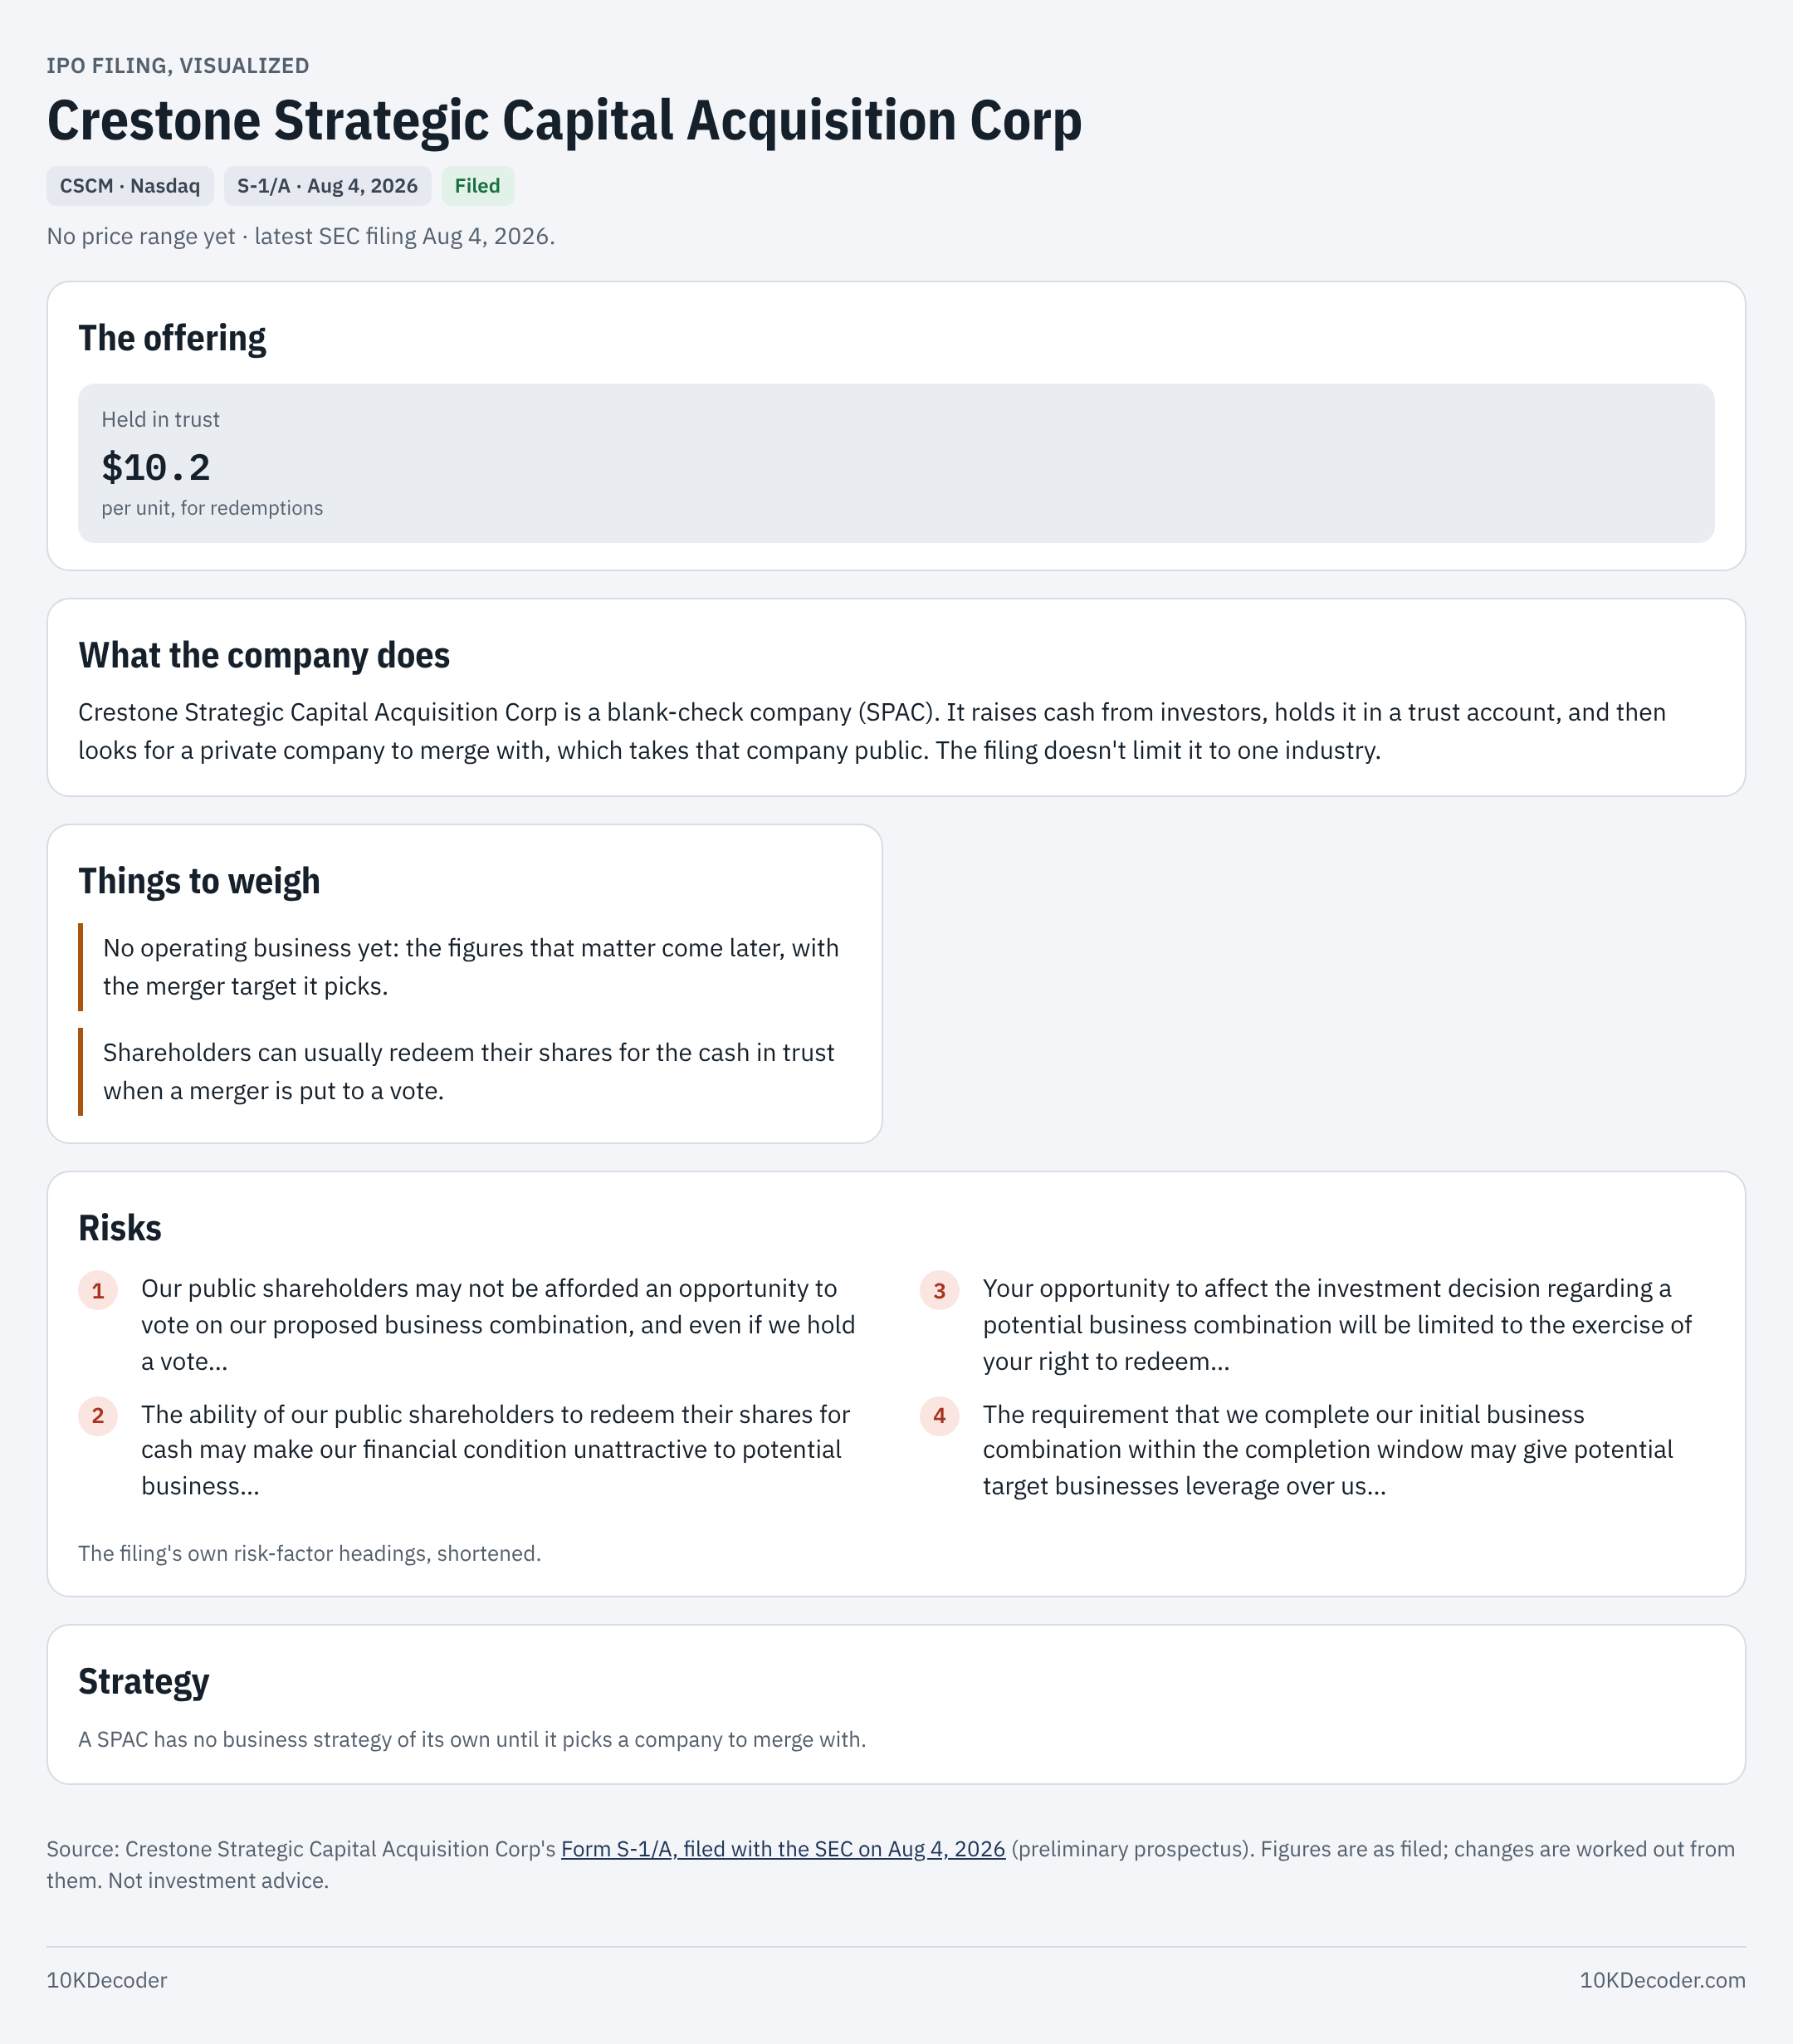 IPO FILING, VISUALIZED
Crestone Strategic Capital Acquisition Corp
CSCM · Nasdaq
S-1/A · Aug 4, 2026
Filed
No price range yet · latest SEC filing Aug 4, 2026.
The offering
Held in trust
$10.2
per unit, for redemptions
What the company does
Crestone Strategic Capital Acquisition Corp is a blank-check company (SPAC). It raises cash from investors, holds it in a trust account, and then
looks for a private company to merge with, which takes that company public. The filing doesn't limit it to one industry.
Things to weigh
No operating business yet: the figures that matter come later, with
the merger target it picks.
Shareholders can usually redeem their shares for the cash in trust
when a merger is put to a vote.
Risks
1
Our public shareholders may not be afforded an opportunity to
vote on our proposed business combination, and even if we hold
a vote...
2
The ability of our public shareholders to redeem their shares for
cash may make our financial condition unattractive to potential
business...
3
Your opportunity to affect the investment decision regarding a
potential business combination will be limited to the exercise of
your right to redeem...
4
The requirement that we complete our initial business
combination within the completion window may give potential
target businesses leverage over us...
The filing's own risk-factor headings, shortened.
Strategy
A SPAC has no business strategy of its own until it picks a company to merge with.
Source: Crestone Strategic Capital Acquisition Corp's Form S-1/A, filed with the SEC on Aug 4, 2026 (preliminary prospectus). Figures are as filed; changes are worked out from
them. Not investment advice.
10KDecoder
10KDecoder.com